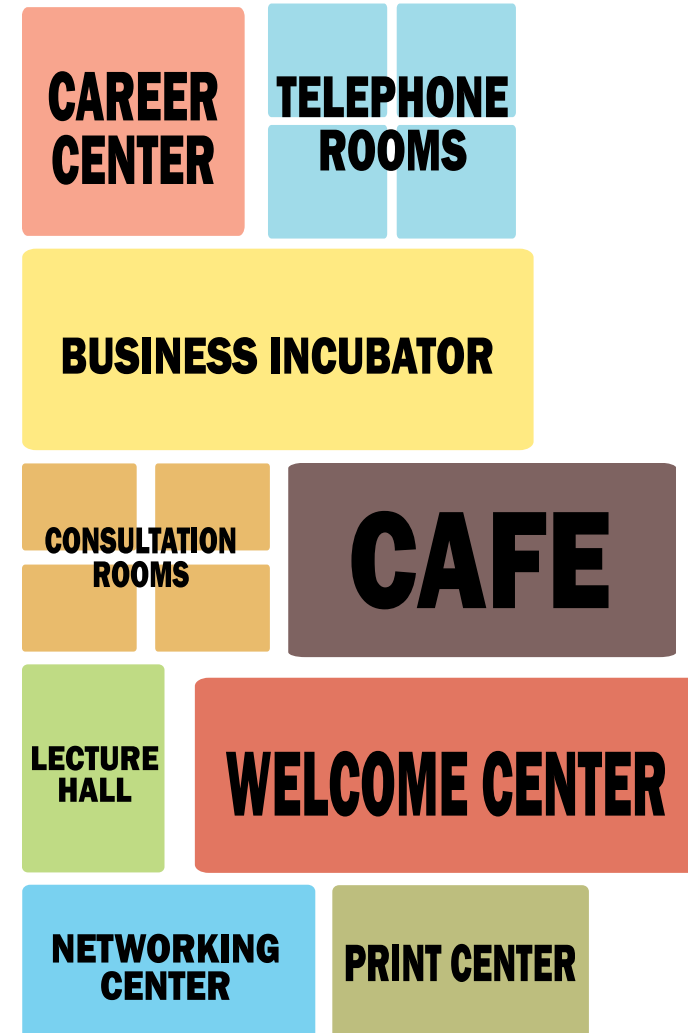 CAREER
CENTER
TELEPHONE
ROOMS
BUSINESS INCUBATOR
CONSULTATION
ROOMS
CAFE
LECTURE
HALL
WELCOME CENTER
NETWORKING
CENTER
PRINT CENTER